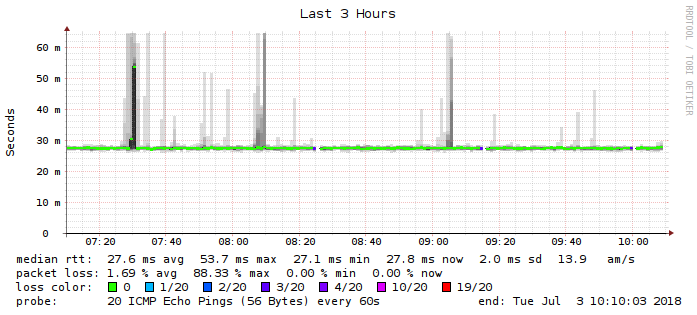 Last 3 Hours
RRDTOOL / TOBI OETIKER
Seconds
60 m
50 m
40 m
30 m
20 m
10 m
0
07:20 07:40 08:00 08:20 08:40 09:00 09:20 09:40 10:00
median rtt: 27.6 ms avg 53.7 ms max 27.1 ms min 27.8 ms now 2.0 ms sd 13.9 am/s
packet loss: 1.69 % avg 88.33 % max 0.00 % min 0.00 % now
loss color: 0 1/20 2/20 3/20 4/20 10/20 19/20
probe: 20 ICMP Echo Pings (56 Bytes) every 60s end: Tue Jul 3 10:10:03 2018